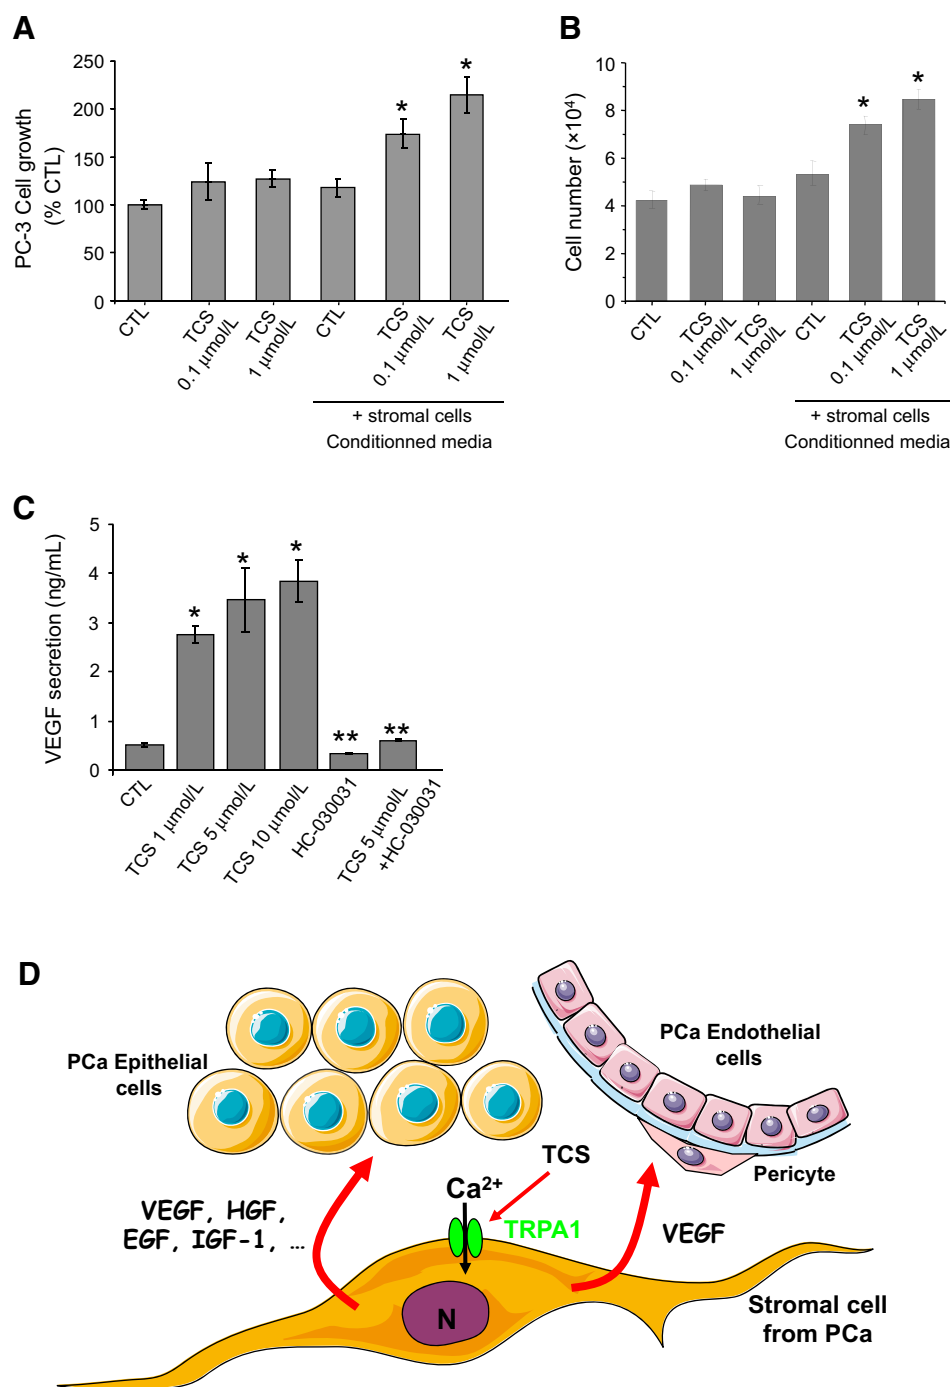 A
PC-3 Cell growth
(% CTL)
250
200
150
100
50
0
*
*
CTL
TCS
0.1 µmol/L
TCS
1 µmol/L
CTL
TCS
0.1 µmol/L
TCS
1 µmol/L
+ stromal cells
Conditionned media
B
Cell number (×10⁴)
10
8
6
4
2
0
*
*
CTL
TCS
0.1 µmol/L
TCS
1 µmol/L
CTL
TCS
0.1 µmol/L
TCS
1 µmol/L
+ stromal cells
Conditionned media
C
VEGF secretion (ng/mL)
5
4
3
2
1
0
*
*
*
**
**
CTL
TCS 1 µmol/L
TCS 5 µmol/L
TCS 10 µmol/L
HC-030031
TCS 5 µmol/L
+HC-030031
D
PCa Epithelial
cells
PCa Endothelial
cells
Pericyte
TCS
Ca²⁺
TRPA1
VEGF, HGF,
EGF, IGF-1, ...
VEGF
N
Stromal cell
from PCa